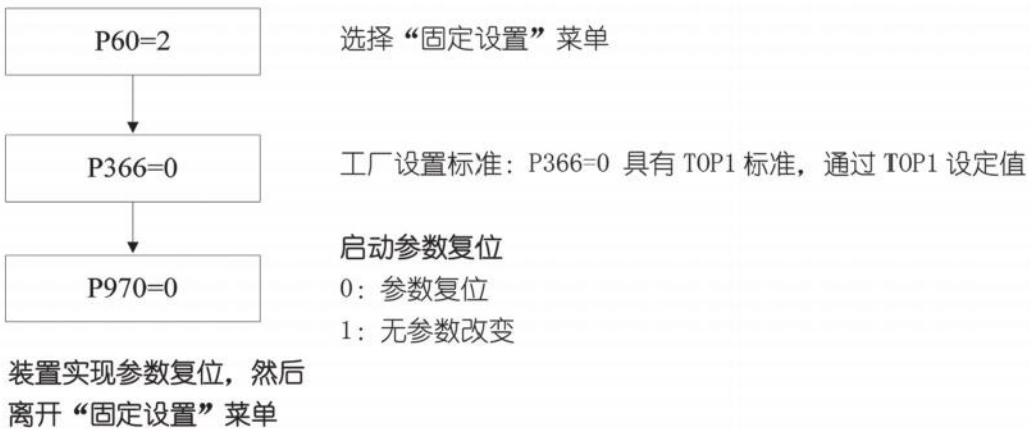 P60=2
选择“固定设置”菜单
P366=0
工厂设置标准: P366=0 具有 TOP1 标准, 通过 TOP1 设定值
启动参数复位
P970=0
0: 参数复位
1: 无参数改变
装置实现参数复位, 然后
离开“固定设置”菜单